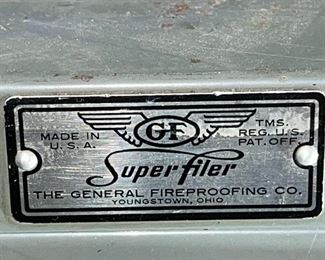 GF
MADE IN
U.S.A.
TMS.
REG. U.S.
PAT. OFF.
Super filer
THE GENERAL FIREPROOFING CO.
YOUNGSTOWN, OHIO